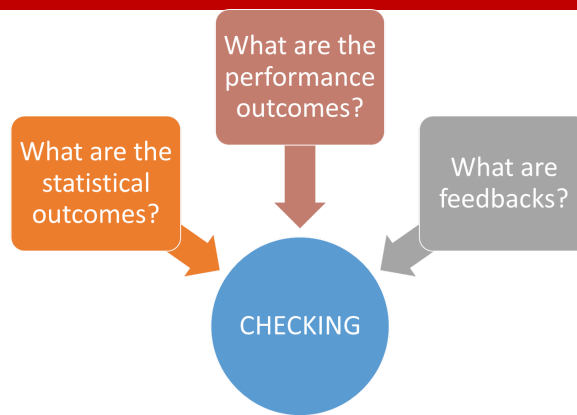 What are the
performance
outcomes?
What are the
statistical
outcomes?
What are
feedbacks?
CHECKING